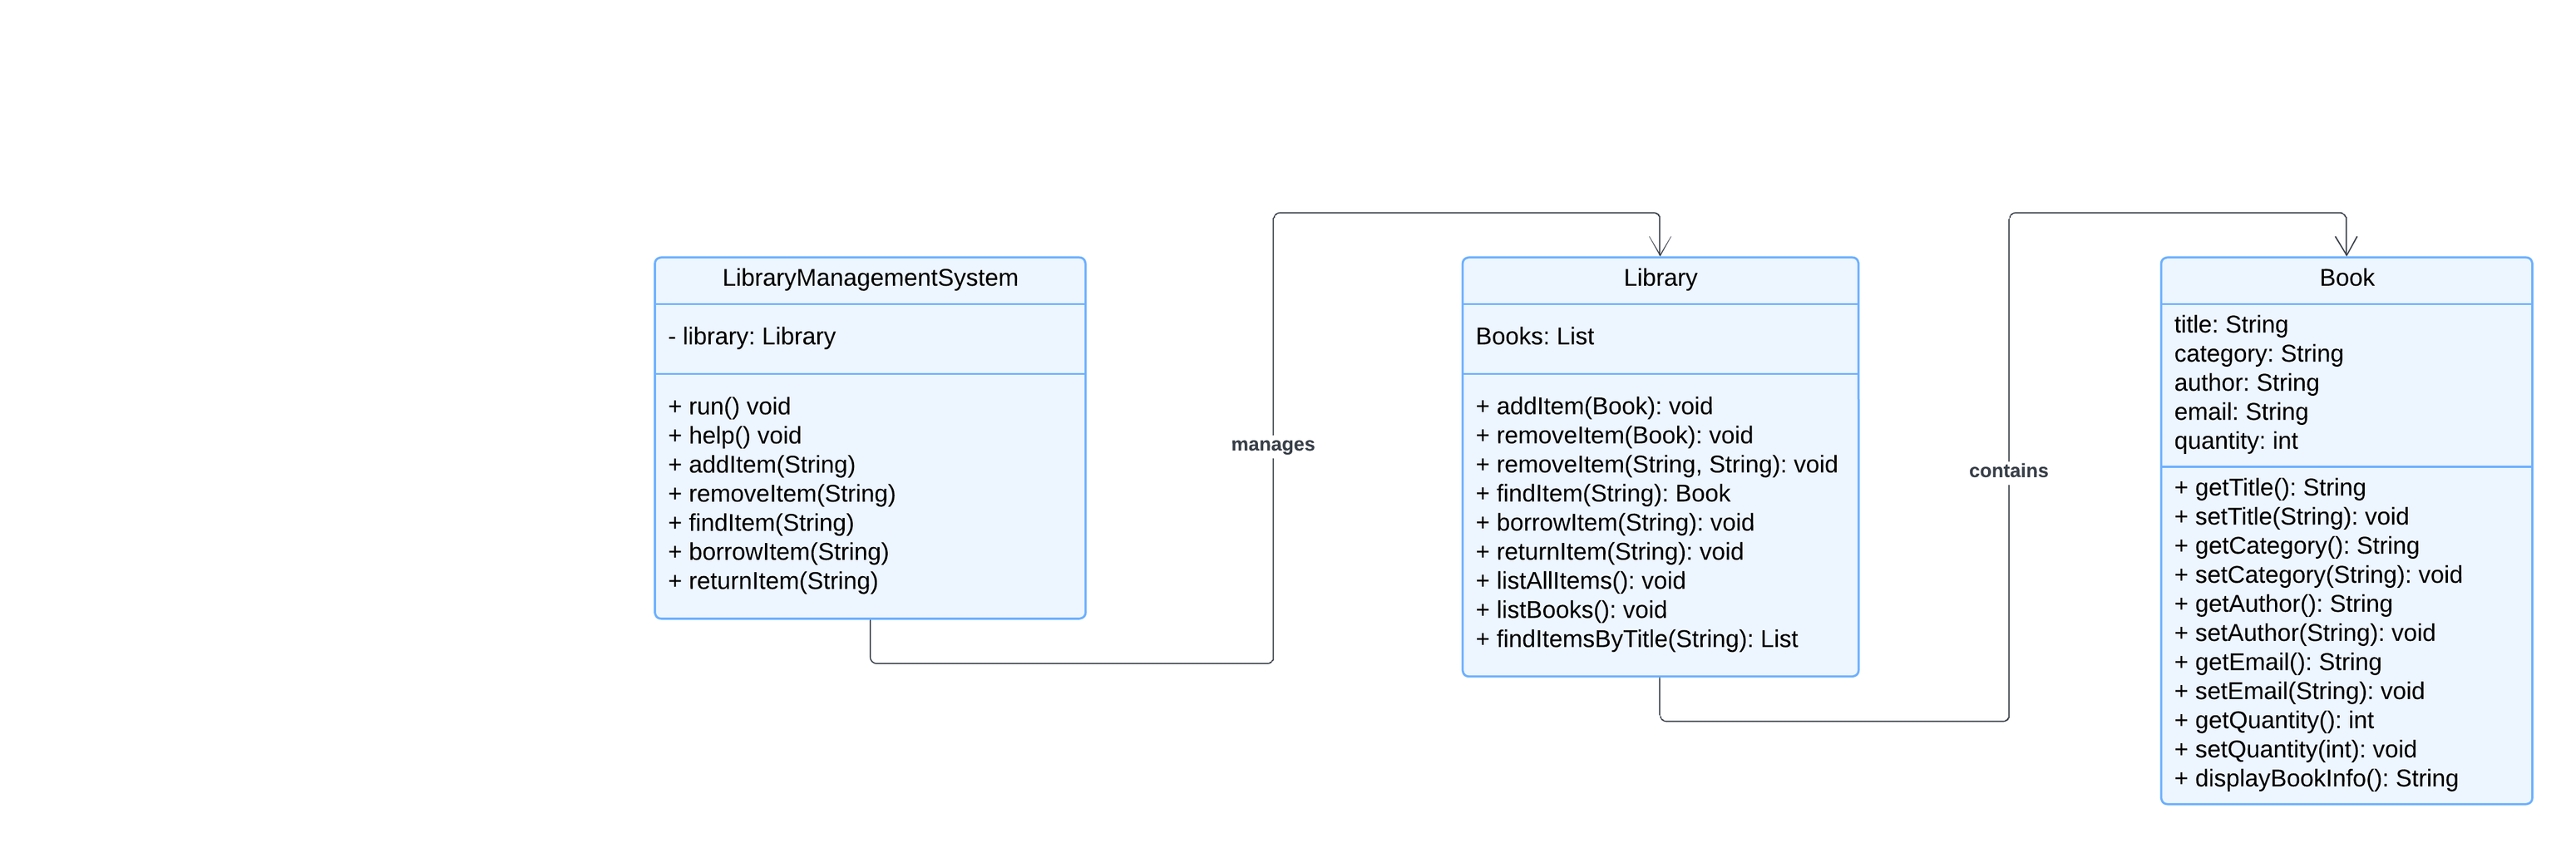 LibraryManagementSystem
- library: Library
+ run() void
+ help() void
+ addItem(String)
+ removeItem(String)
+ findItem(String)
+ borrowItem(String)
+ returnItem(String)
manages
Library
Books: List
+ addItem(Book): void
+ removeItem(Book): void
+ removeItem(String, String): void
+ findItem(String): Book
+ borrowItem(String): void
+ returnItem(String): void
+ listAllItems(): void
+ listBooks(): void
+ findItemsByTitle(String): List
contains
Book
title: String
category: String
author: String
email: String
quantity: int
+ getTitle(): String
+ setTitle(String): void
+ getCategory(): String
+ setCategory(String): void
+ getAuthor(): String
+ setAuthor(String): void
+ getEmail(): String
+ setEmail(String): void
+ getQuantity(): int
+ setQuantity(int): void
+ displayBookInfo(): String